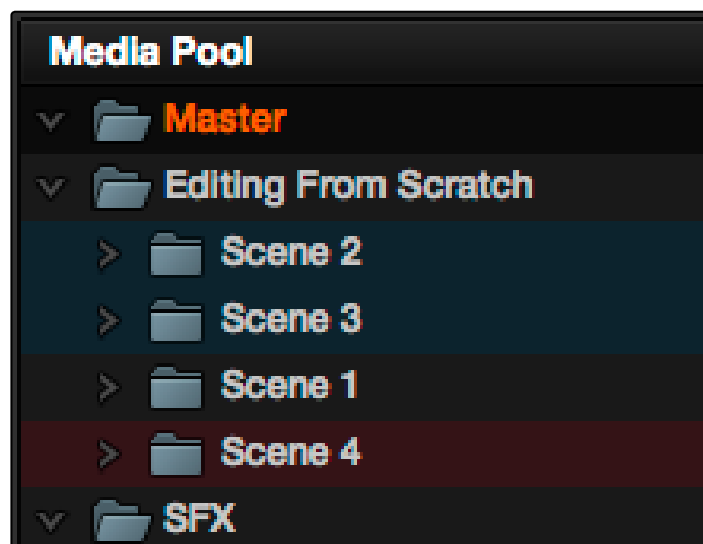 Media Pool
Master
Editing From Scratch
Scene 2
Scene 3
Scene 1
Scene 4
SFX